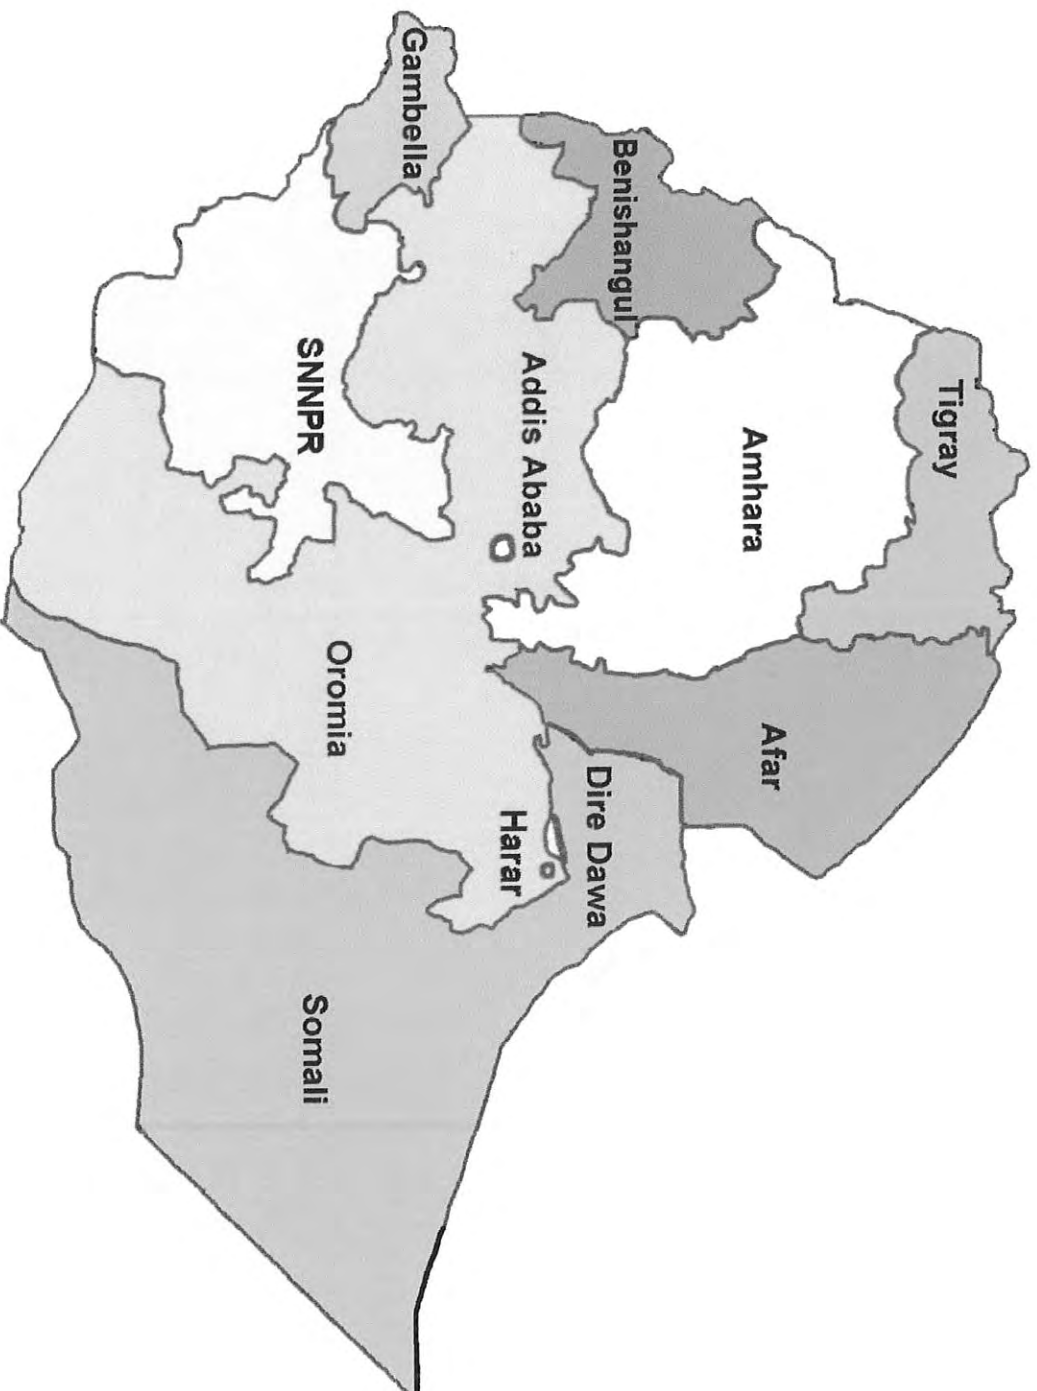 Tigray
Amhara
Afar
Benishangul
Dire Dawa
Addis Ababa
Harar
Gambella
Oromia
SNNPR
Somali